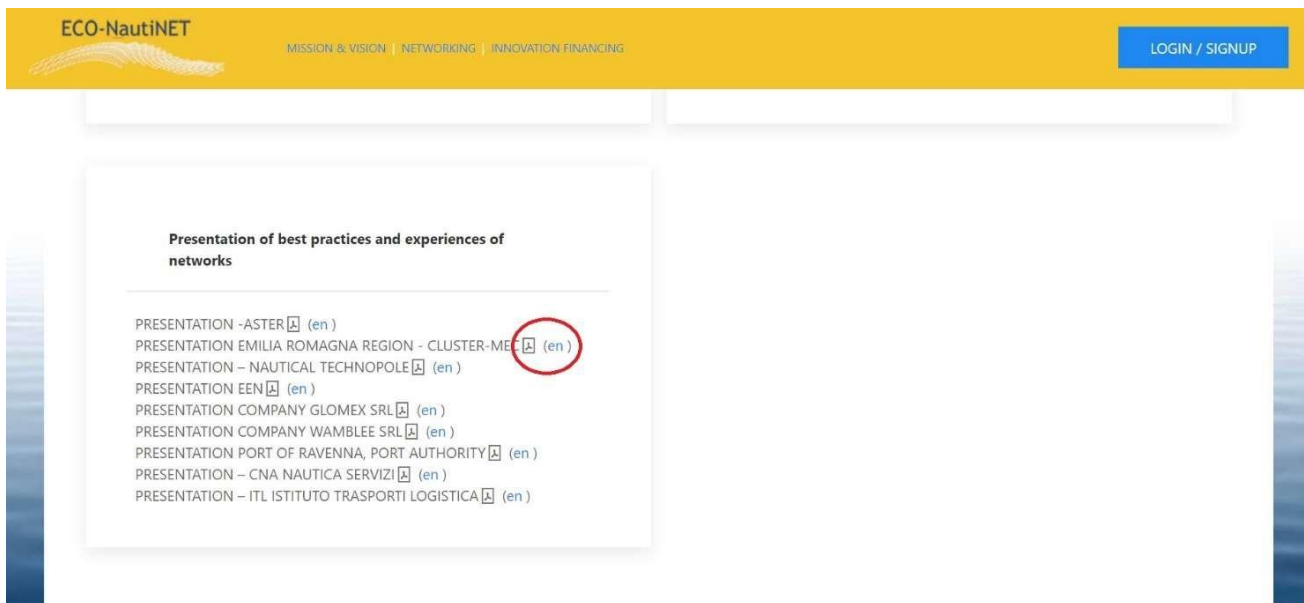 ECO-NautiNET
MISSION & VISION | NETWORKING | INNOVATION FINANCING
LOGIN / SIGNUP
Presentation of best practices and experiences of
networks
PRESENTATION -ASTER (en )
PRESENTATION EMILIA ROMAGNA REGION - CLUSTER-MEC (en )
PRESENTATION – NAUTICAL TECHNOPOLE (en )
PRESENTATION EEN (en )
PRESENTATION COMPANY GLOMEX SRL (en )
PRESENTATION COMPANY WAMBLEE SRL (en )
PRESENTATION PORT OF RAVENNA, PORT AUTHORITY (en )
PRESENTATION – CNA NAUTICA SERVIZI (en )
PRESENTATION – ITL ISTITUTO TRASPORTI LOGISTICA (en )